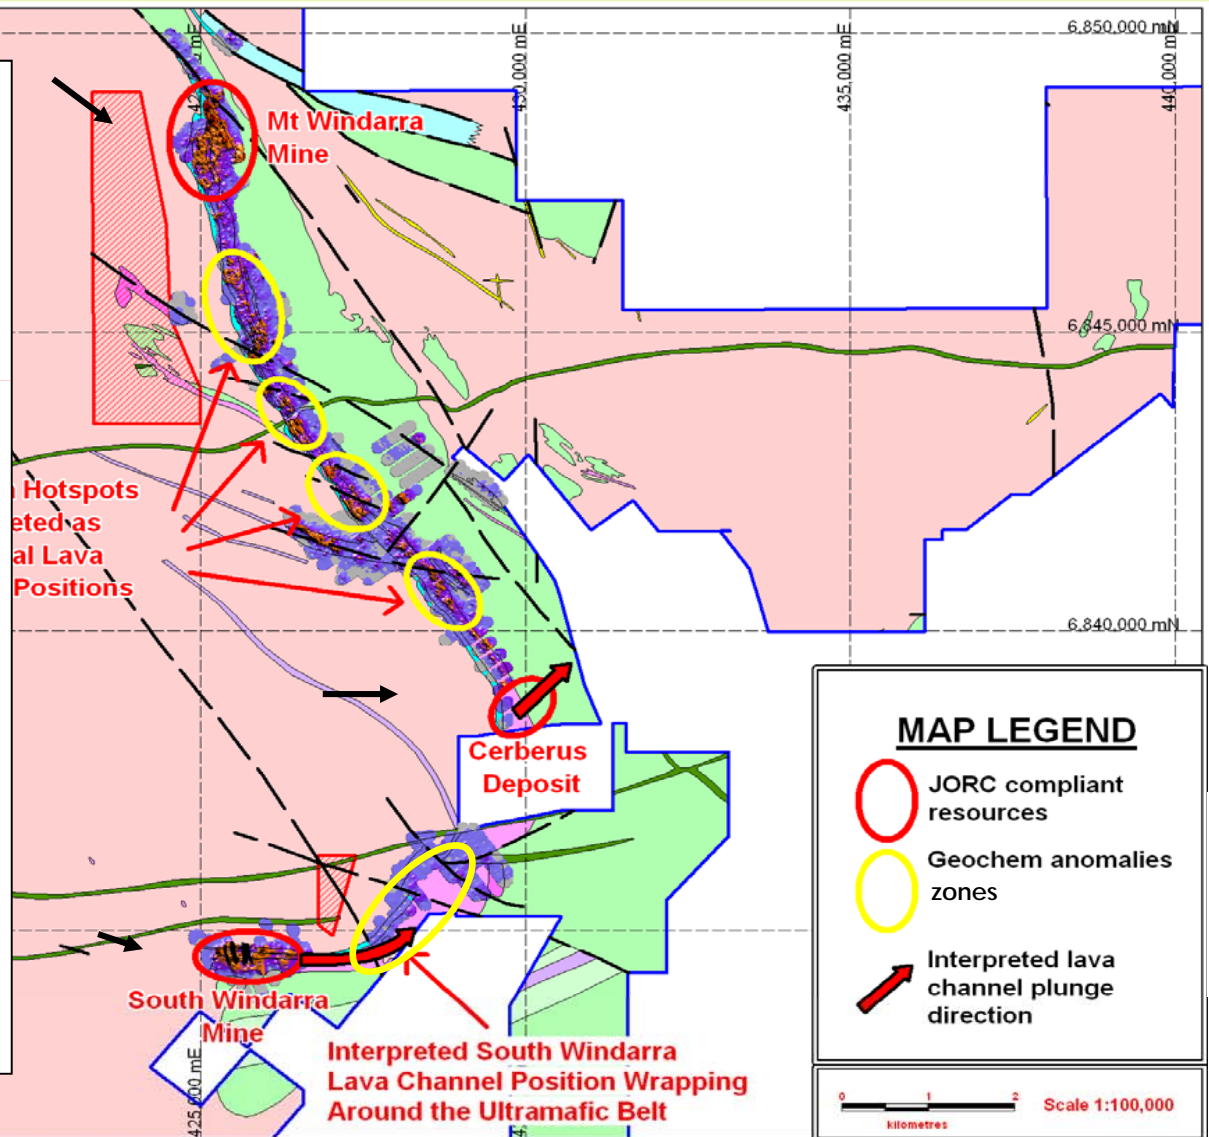 6,850,000 mN
435,000 mE
440,000 mE
Mt Windarra
Mine
6,845,000 mN
Hotspots
eted as
al Lava
Positions
6,840,000 mN
Cerberus
Deposit
MAP LEGEND
JORC compliant
resources
Geochem anomalies
zones
Interpreted lava
channel plunge
direction
South Windarra
Mine
425,000 mE
Interpreted South Windarra
Lava Channel Position Wrapping
Around the Ultramafic Belt
0 1 2
kilometres
Scale 1:100,000